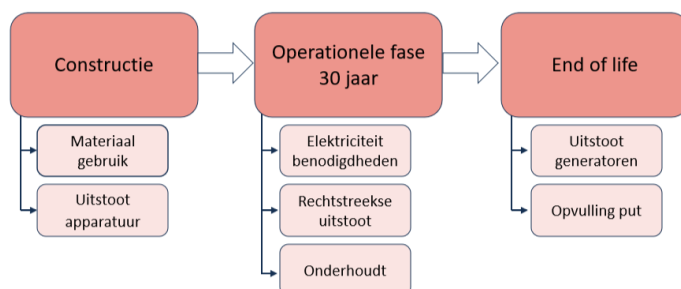 Constructie
Materiaal
gebruik
Uitstoot
apparatuur
Operationele fase
30 jaar
Elektriciteit
benodigdheden
Rechtstreekse
uitstoot
Onderhoudt
End of life
Uitstoot
generatoren
Opvulling put